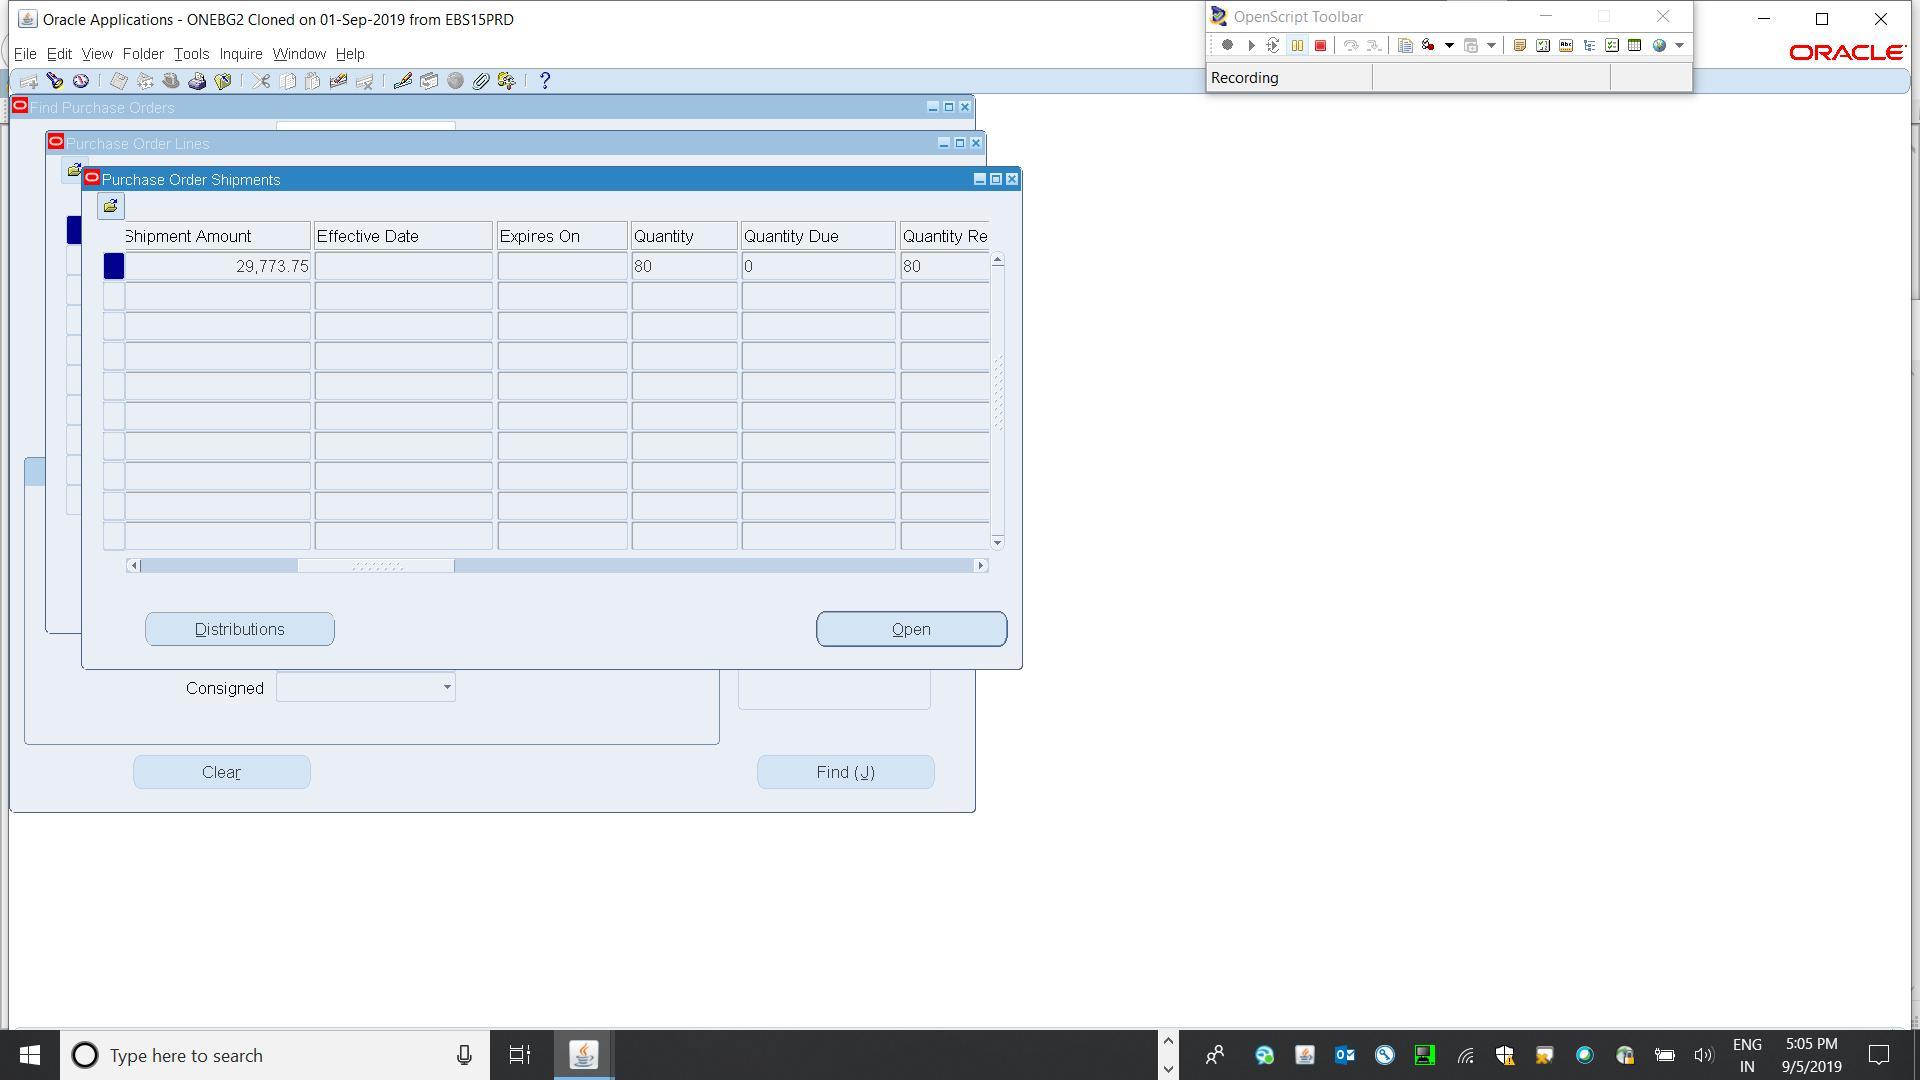 Oracle Applications - ONEBG2 Cloned on 01-Sep-2019 from EBS15PRD
OpenScript Toolbar
File Edit View Folder Tools Inquire Window Help
ORACLE
Recording
Find Purchase Orders
Purchase Order Lines
Purchase Order Shipments
Shipment Amount Effective Date Expires On Quantity Quantity Due Quantity Re
29,773.75 80 0 80
Distributions Open
Consigned
Clear Find (J)
Type here to search
ENG
IN
5:05 PM
9/5/2019